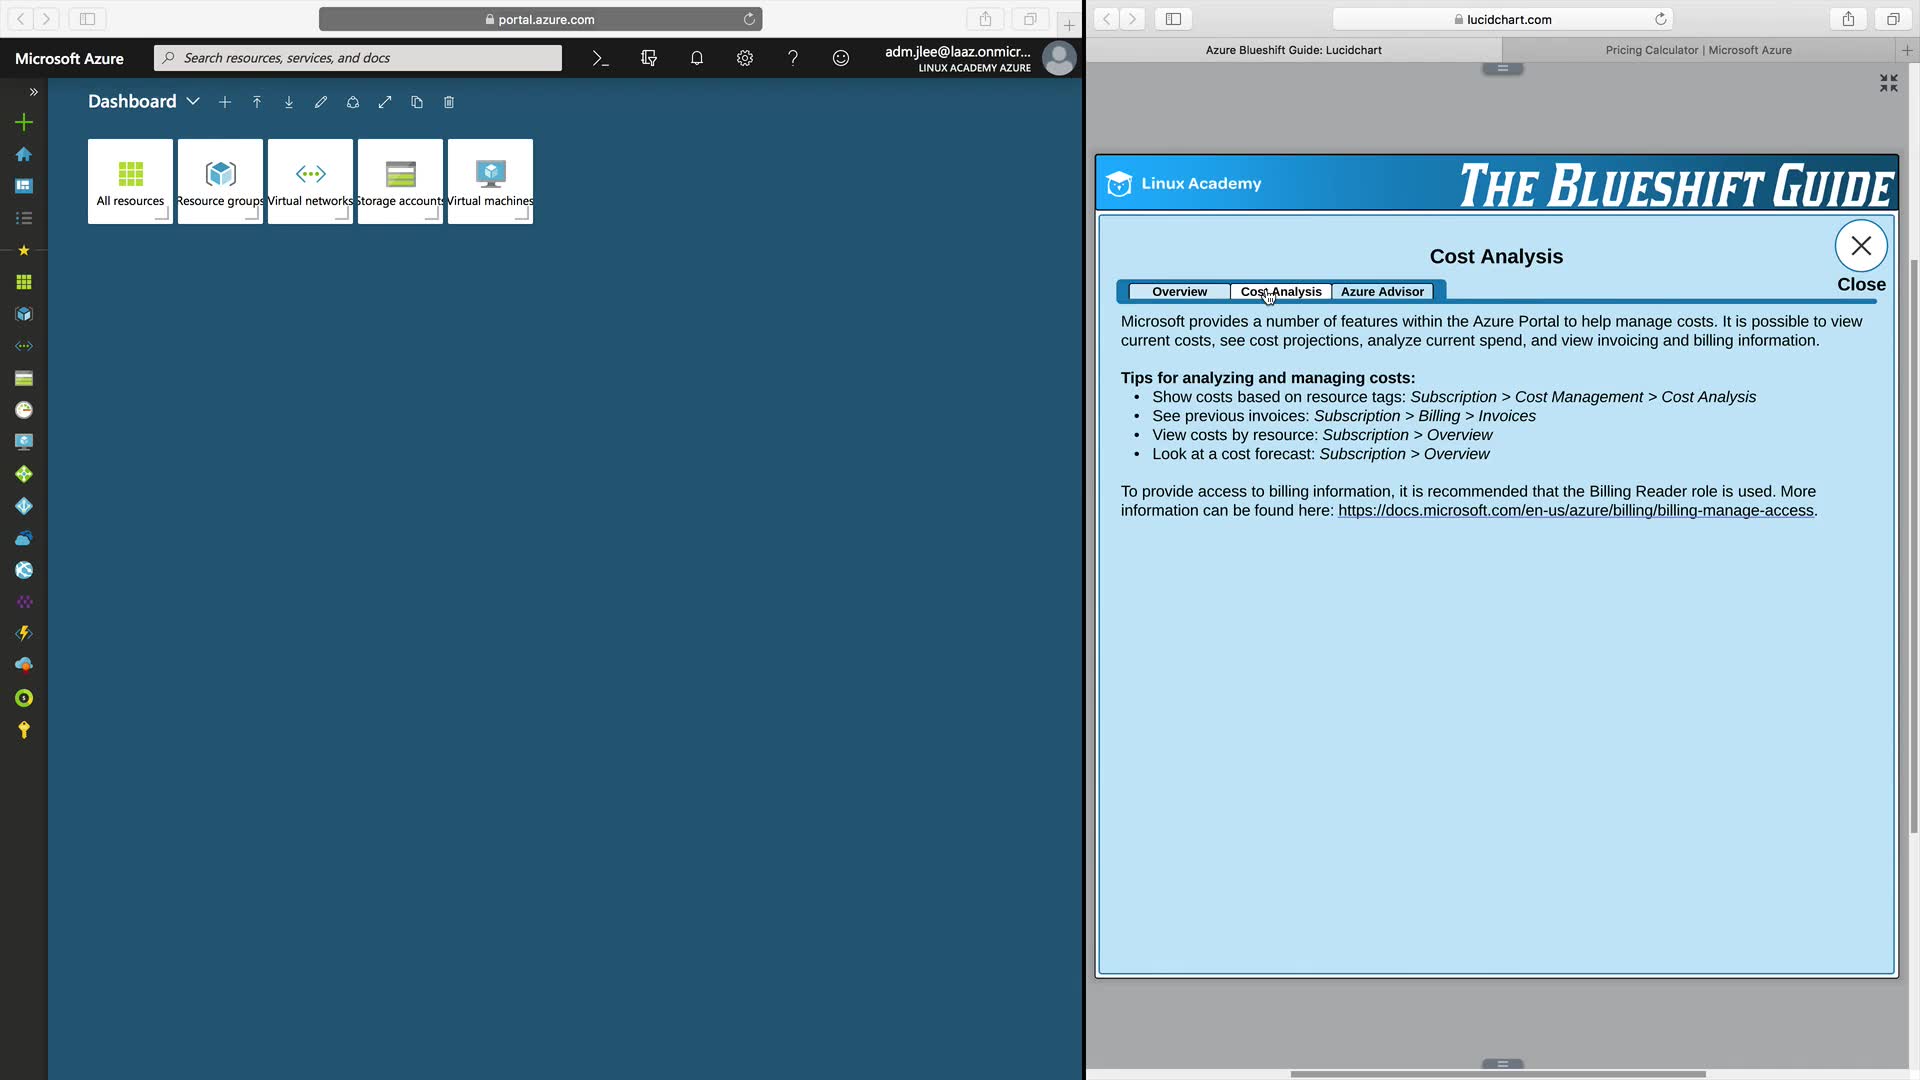 portal.azure.com
Microsoft Azure
Search resources, services, and docs
adm.jlee@laaz.onmicr...
LINUX ACADEMY AZURE
Dashboard
All resources
Resource groups
Virtual networks
Storage accounts
Virtual machines
lucidchart.com
Azure Blueshift Guide: Lucidchart
Pricing Calculator | Microsoft Azure
Linux Academy
THE BLUESHIFT GUIDE
Cost Analysis
Close
Overview
Cost Analysis
Azure Advisor
Microsoft provides a number of features within the Azure Portal to help manage costs. It is possible to view
current costs, see cost projections, analyze current spend, and view invoicing and billing information.
Tips for analyzing and managing costs:
• Show costs based on resource tags: Subscription > Cost Management > Cost Analysis
• See previous invoices: Subscription > Billing > Invoices
• View costs by resource: Subscription > Overview
• Look at a cost forecast: Subscription > Overview
To provide access to billing information, it is recommended that the Billing Reader role is used. More
information can be found here: https://docs.microsoft.com/en-us/azure/billing/billing-manage-access.